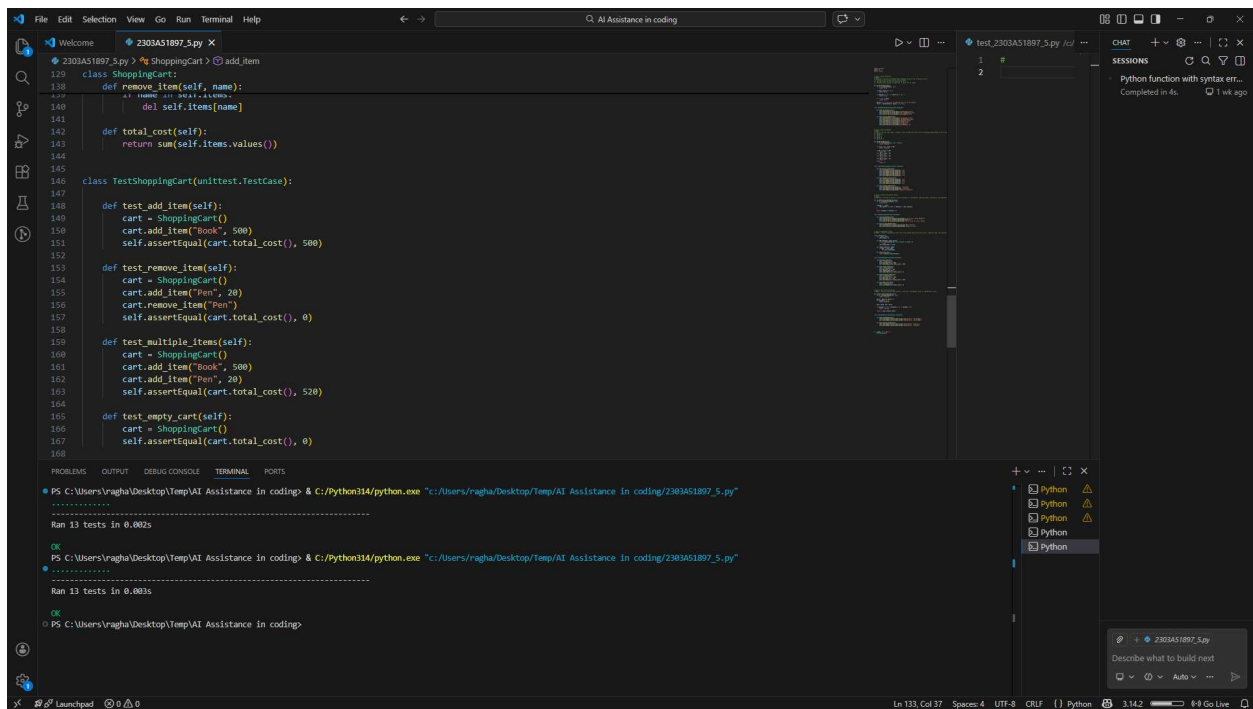 File Edit Selection View Go Run Terminal Help
AI Assistance in coding
Welcome
2303A51897_5.py
test_2303A51897_5.py /c:/
CHAT
2303A51897_5.py > ShoppingCart > add_item
129 class ShoppingCart:
138 def remove_item(self, name):
139 if name in self.items:
140 del self.items[name]
141
142 def total_cost(self):
143 return sum(self.items.values())
144
145
146 class TestShoppingCart(unittest.TestCase):
147
148 def test_add_item(self):
149 cart = ShoppingCart()
150 cart.add_item("Book", 500)
151 self.assertEqual(cart.total_cost(), 500)
152
153 def test_remove_item(self):
154 cart = ShoppingCart()
155 cart.add_item("Pen", 20)
156 cart.remove_item("Pen")
157 self.assertEqual(cart.total_cost(), 0)
158
159 def test_multiple_items(self):
160 cart = ShoppingCart()
161 cart.add_item("Book", 500)
162 cart.add_item("Pen", 20)
163 self.assertEqual(cart.total_cost(), 520)
164
165 def test_empty_cart(self):
166 cart = ShoppingCart()
167 self.assertEqual(cart.total_cost(), 0)
168
1 #
2
SESSIONS
Python function with syntax err...
Completed in 4s. 1 wk ago
PROBLEMS OUTPUT DEBUG CONSOLE TERMINAL PORTS
PS C:\Users\ragha\Desktop\Temp\AI Assistance in coding> & C:/Python314/python.exe "c:/Users/ragha/Desktop/Temp/AI Assistance in coding/2303A51897_5.py"
.............
----------------------------------------------------------------------
Ran 13 tests in 0.002s
OK
PS C:\Users\ragha\Desktop\Temp\AI Assistance in coding> & C:/Python314/python.exe "c:/Users/ragha/Desktop/Temp/AI Assistance in coding/2303A51897_5.py"
.............
----------------------------------------------------------------------
Ran 13 tests in 0.003s
OK
PS C:\Users\ragha\Desktop\Temp\AI Assistance in coding>
Python
Python
Python
Python
Python
2303A51897_5.py
Describe what to build next
Auto
Launchpad 0 0
Ln 133, Col 37 Spaces: 4 UTF-8 CRLF { } Python 3.14.2 Go Live